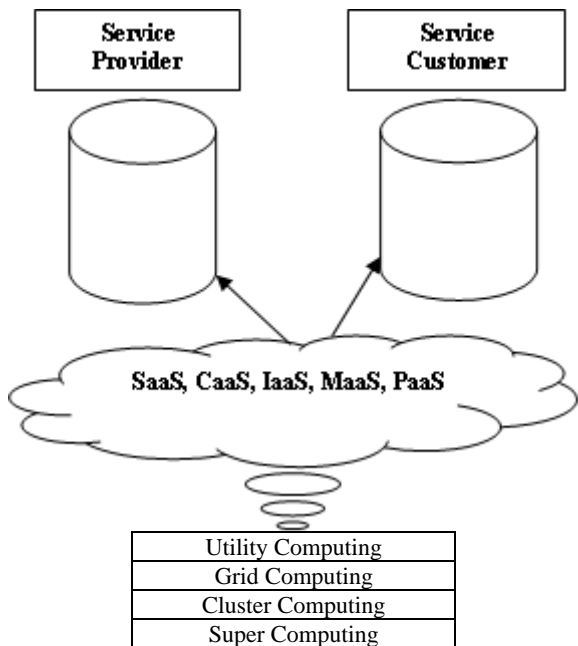 Service
Provider
Service
Customer
SaaS, CaaS, IaaS, MaaS, PaaS
Utility Computing
Grid Computing
Cluster Computing
Super Computing